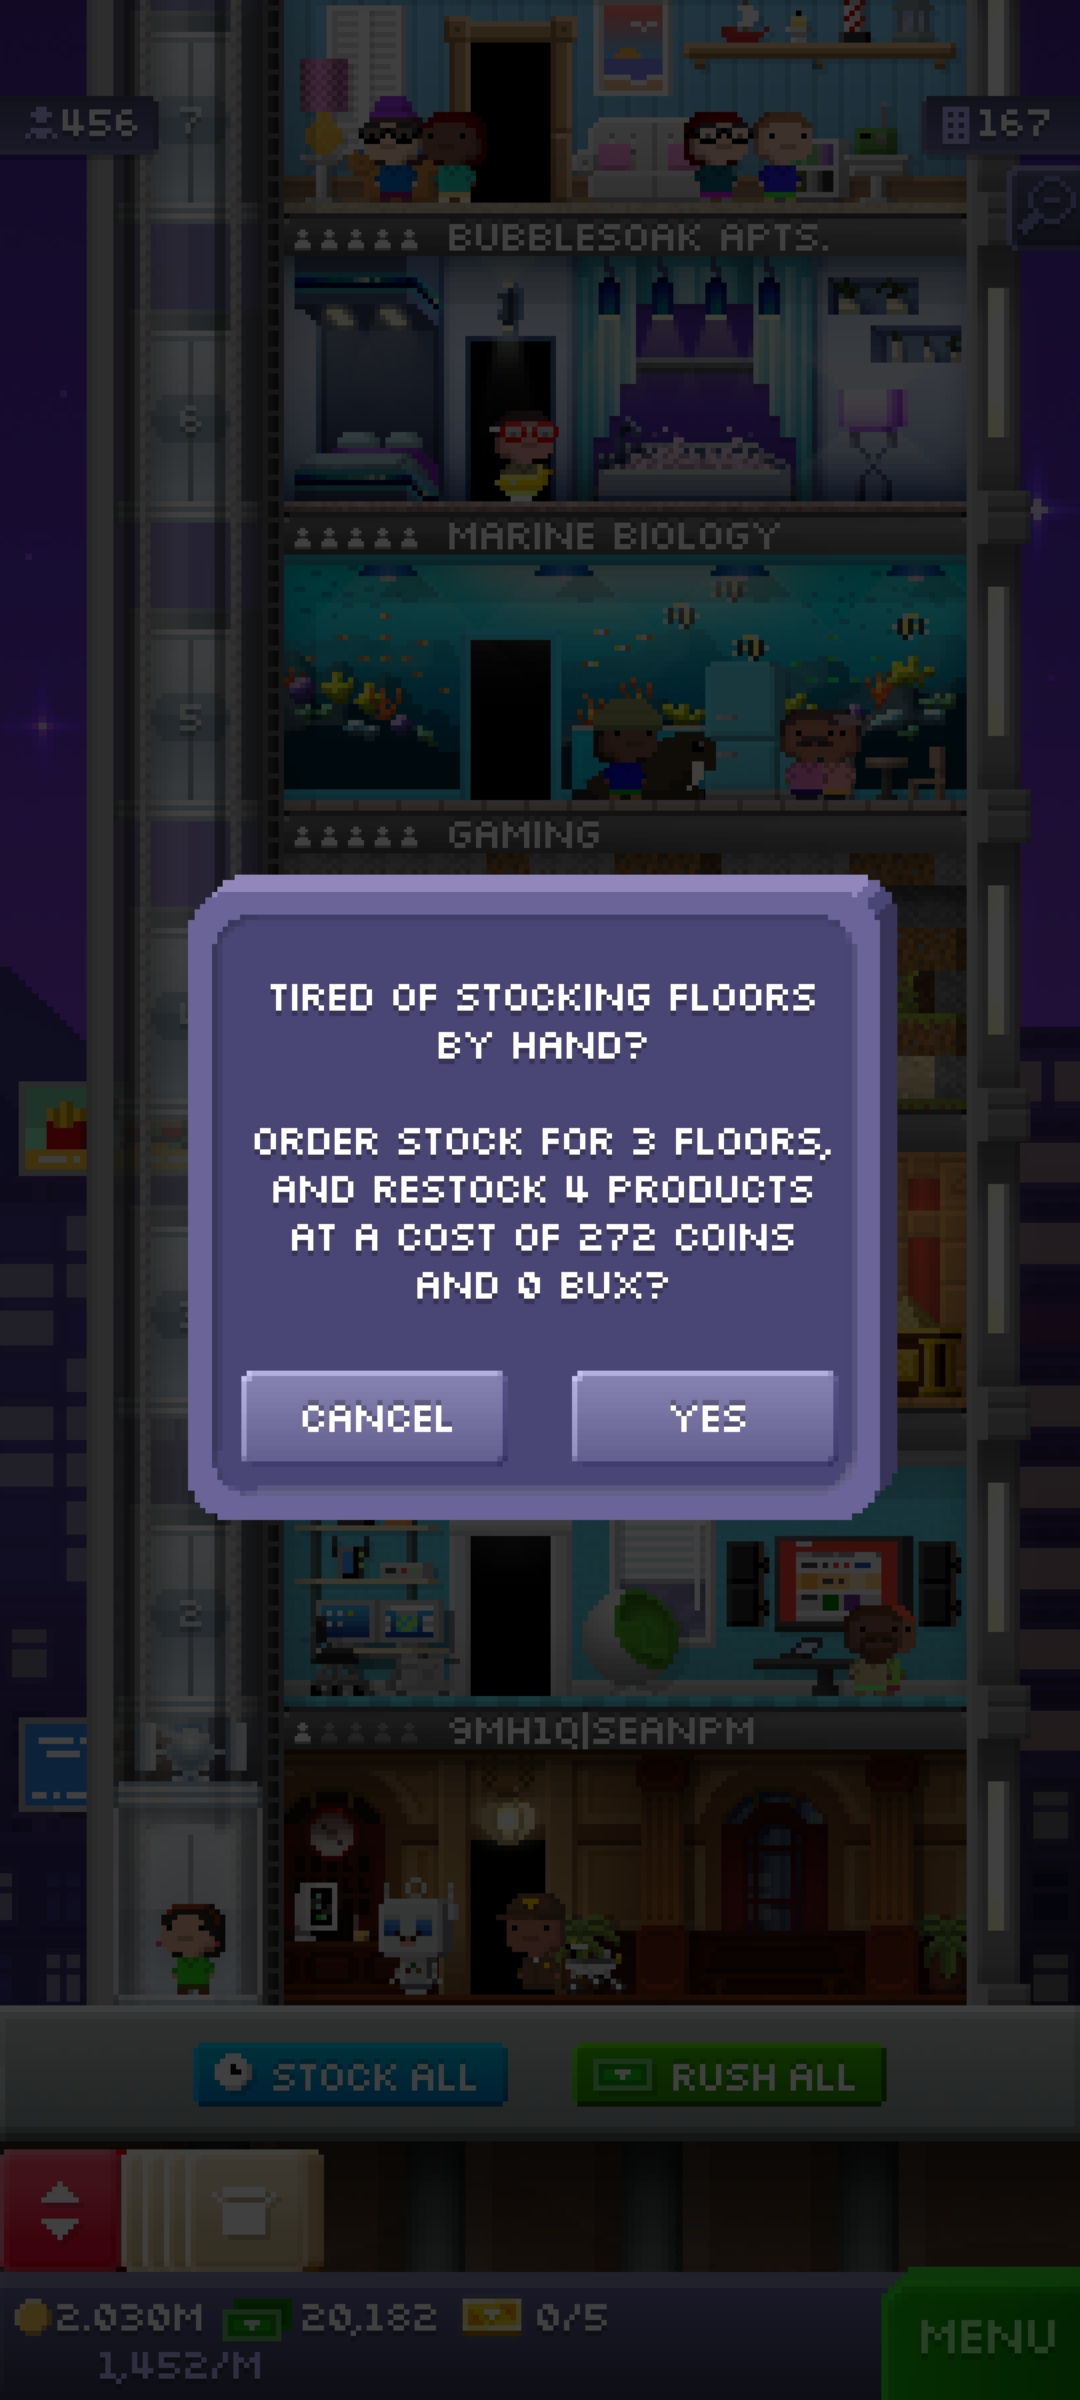 456
7
167
BUBBLESOAK APTS.
6
MARINE BIOLOGY
5
GAMING
TIRED OF STOCKING FLOORS
BY HAND?
ORDER STOCK FOR 3 FLOORS,
AND RESTOCK 4 PRODUCTS
AT A COST OF 272 COINS
AND 0 BUX?
CANCEL
YES
2
9MH1Q|SEANPM
STOCK ALL
RUSH ALL
2.030M
20,182
0/5
MENU
1,452/M